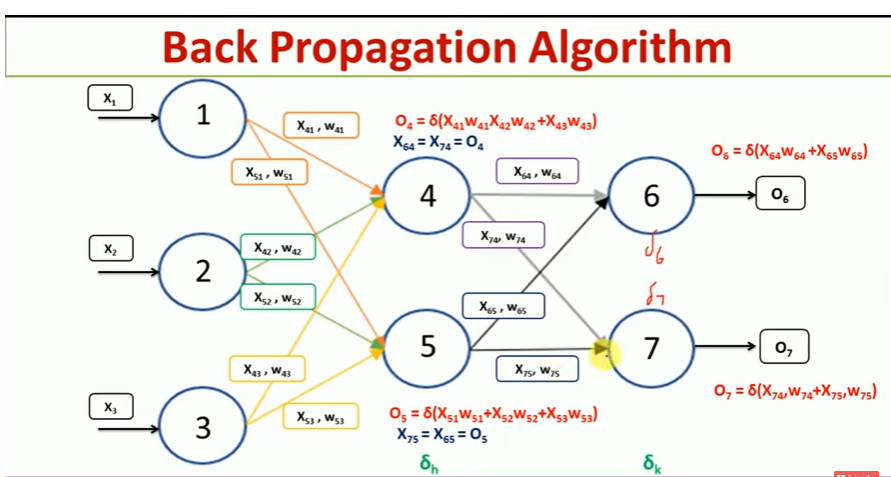 Back Propagation Algorithm
X₁
1
X₄₁ , w₄₁
O₄ = δ(X₄₁w₄₁X₄₂w₄₂+X₄₃w₄₃)
X₆₄ = X₇₄ = O₄
O₆ = δ(X₆₄w₆₄ +X₆₅w₆₅)
X₅₁ , w₅₁
X₆₄ , w₆₄
4
6
O₆
X₇₄, w₇₄
X₂
2
X₄₂ , w₄₂
δ₆
X₅₂ , w₅₂
δ₇
X₆₅ , w₆₅
5
7
O₇
X₄₃ , w₄₃
X₇₅, w₇₅
O₇ = δ(X₇₄,w₇₄+X₇₅,w₇₅)
X₃
3
X₅₃ , w₅₃
O₅ = δ(X₅₁w₅₁+X₅₂w₅₂+X₅₃w₅₃)
X₇₅ = X₆₅ = O₅
δₕ
δₖ